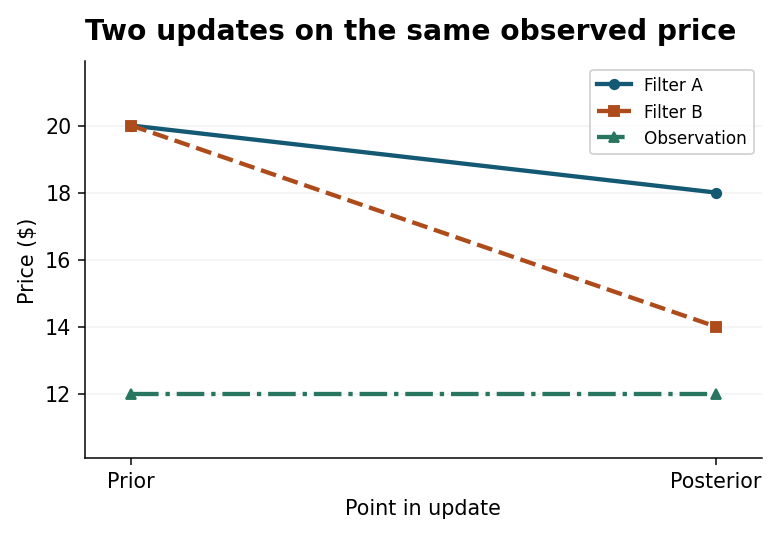 Two updates on the same observed price
Price ($)
20
18
16
14
12
Filter A
Filter B
Observation
Prior
Posterior
Point in update